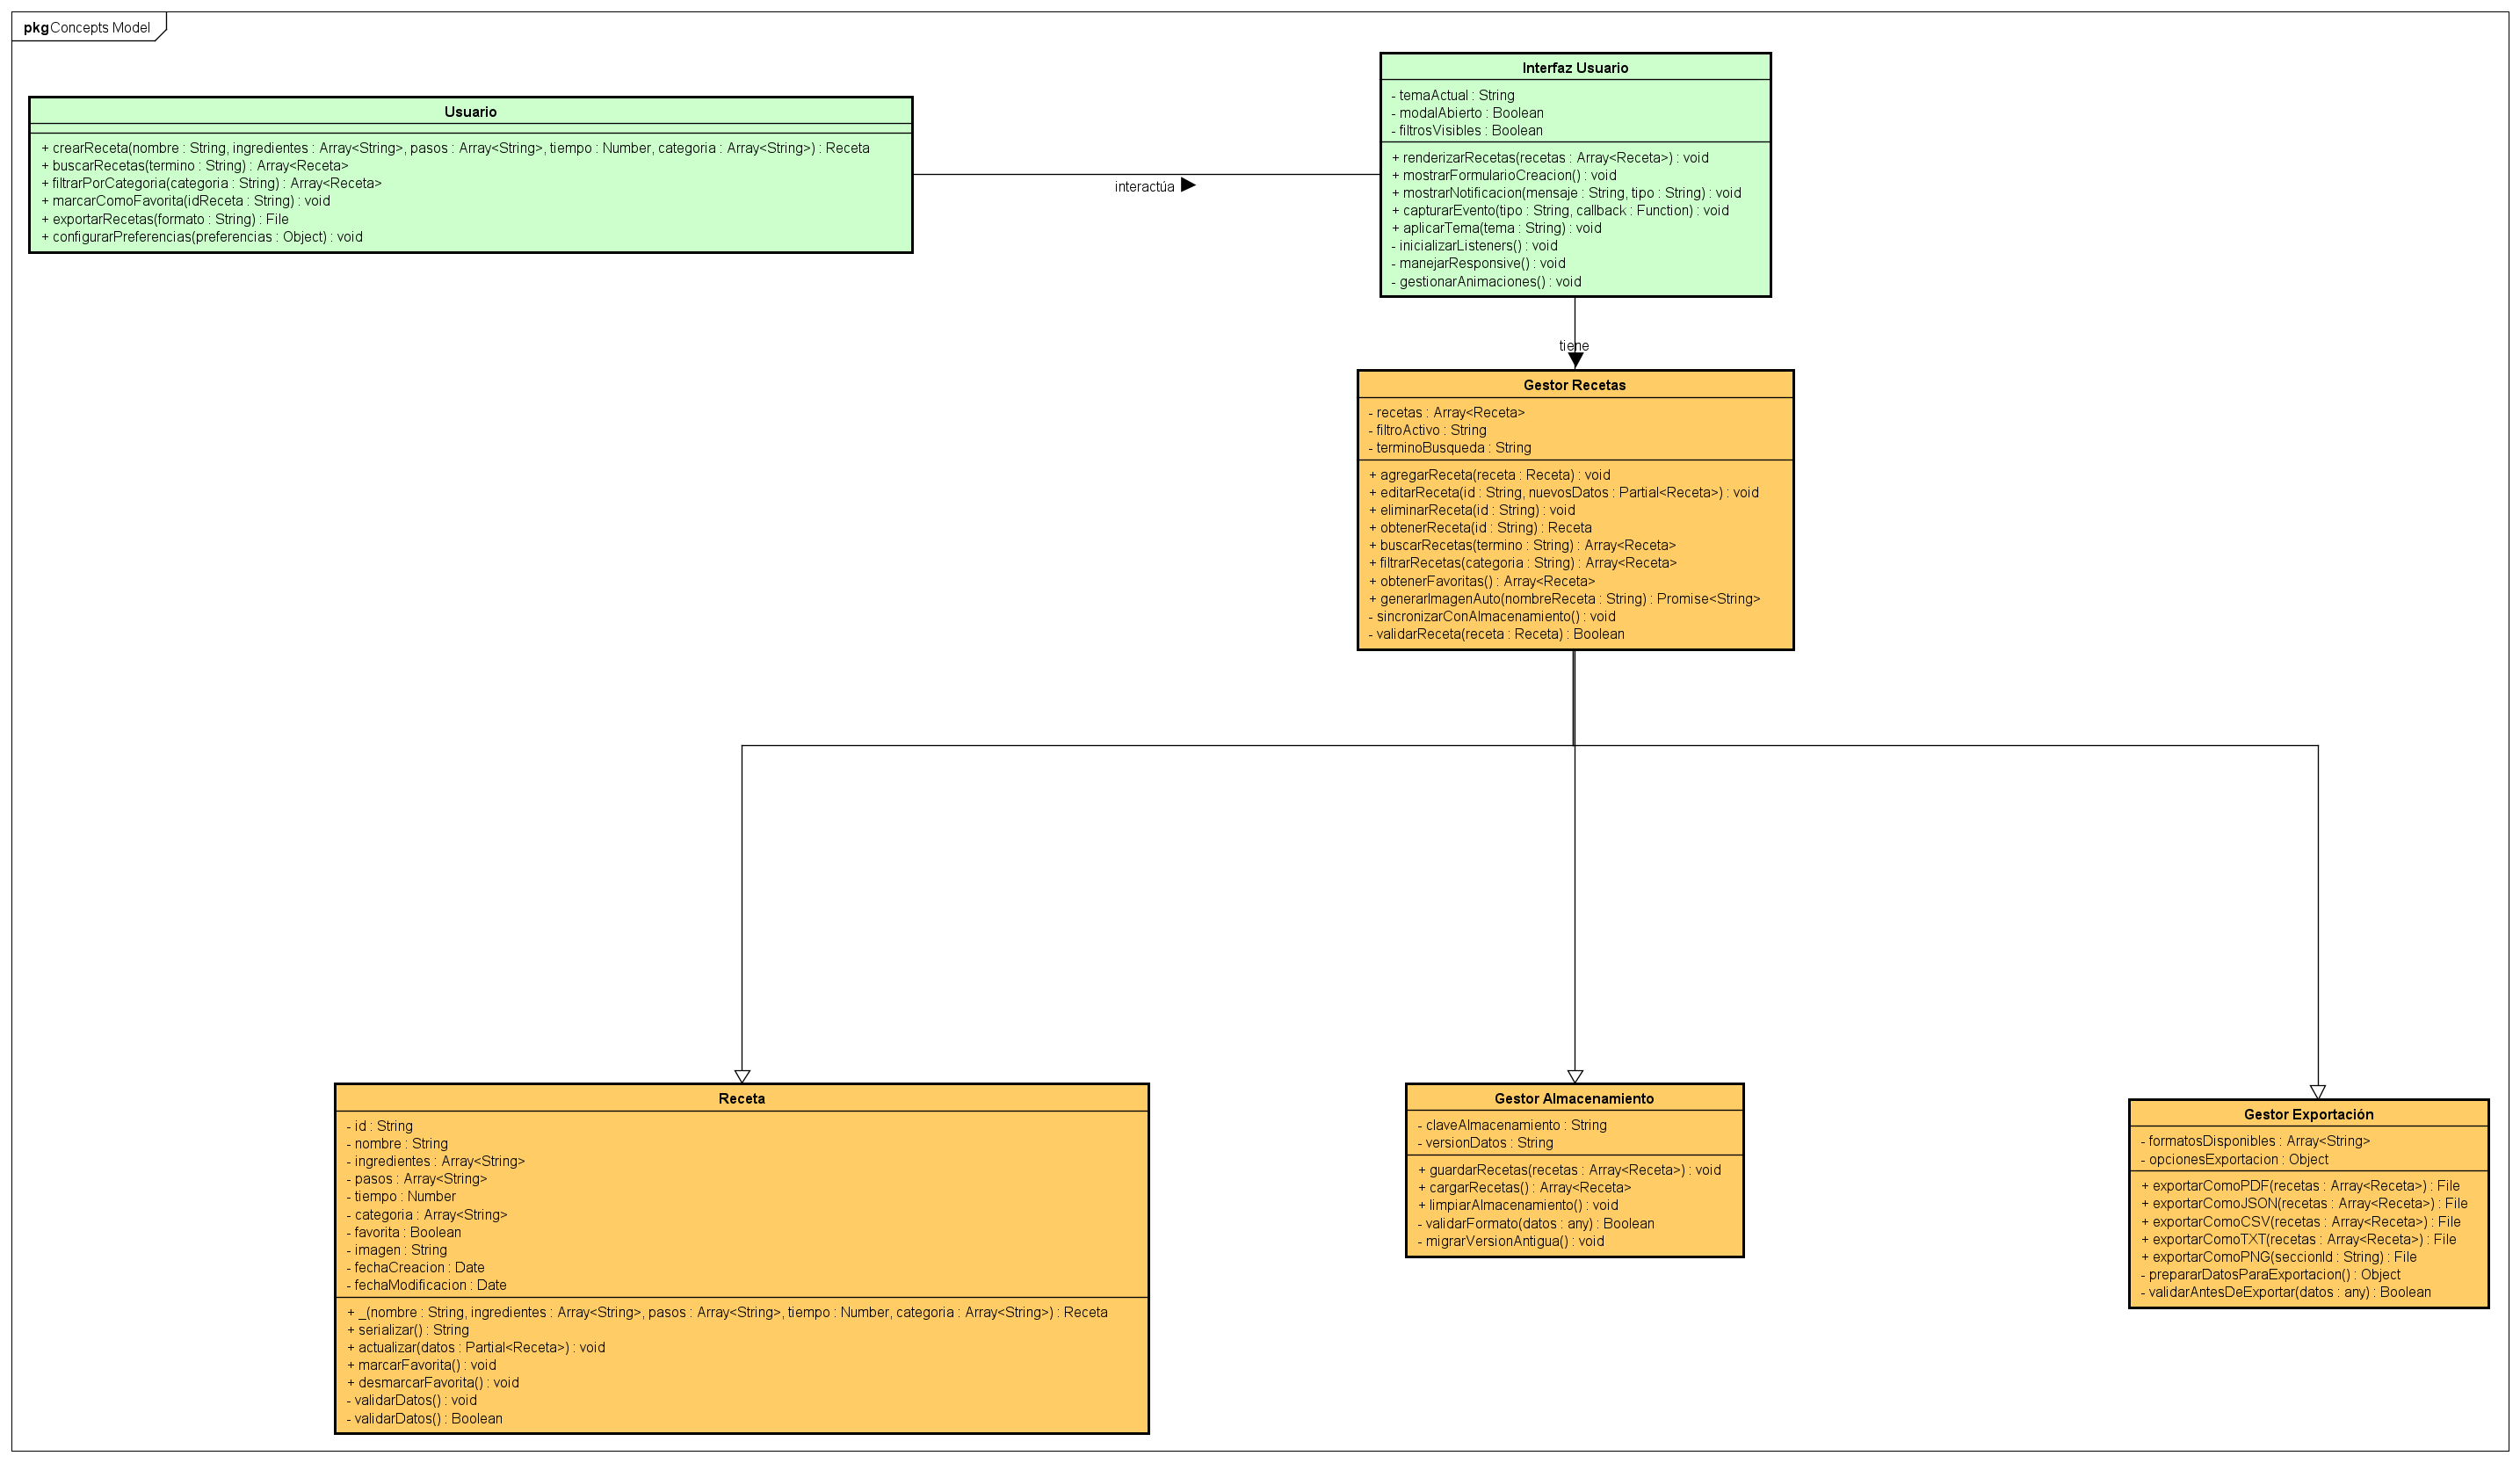 pkg Concepts Model
Usuario
+ crearReceta(nombre : String, ingredientes : Array<String>, pasos : Array<String>, tiempo : Number, categoria : Array<String>) : Receta
+ buscarRecetas(termino : String) : Array<Receta>
+ filtrarPorCategoria(categoria : String) : Array<Receta>
+ marcarComoFavorita(idReceta : String) : void
+ exportarRecetas(formato : String) : File
+ configurarPreferencias(preferencias : Object) : void
interactúa
Interfaz Usuario
- temaActual : String
- modalAbierto : Boolean
- filtrosVisibles : Boolean
+ renderizarRecetas(recetas : Array<Receta>) : void
+ mostrarFormularioCreacion() : void
+ mostrarNotificacion(mensaje : String, tipo : String) : void
+ capturarEvento(tipo : String, callback : Function) : void
+ aplicarTema(tema : String) : void
- inicializarListeners() : void
- manejarResponsive() : void
- gestionarAnimaciones() : void
tiene
Gestor Recetas
- recetas : Array<Receta>
- filtroActivo : String
- terminoBusqueda : String
+ agregarReceta(receta : Receta) : void
+ editarReceta(id : String, nuevosDatos : Partial<Receta>) : void
+ eliminarReceta(id : String) : void
+ obtenerReceta(id : String) : Receta
+ buscarRecetas(termino : String) : Array<Receta>
+ filtrarRecetas(categoria : String) : Array<Receta>
+ obtenerFavoritas() : Array<Receta>
+ generarImagenAuto(nombreReceta : String) : Promise<String>
- sincronizarConAlmacenamiento() : void
- validarReceta(receta : Receta) : Boolean
Receta
- id : String
- nombre : String
- ingredientes : Array<String>
- pasos : Array<String>
- tiempo : Number
- categoria : Array<String>
- favorita : Boolean
- imagen : String
- fechaCreacion : Date
- fechaModificacion : Date
+ _(nombre : String, ingredientes : Array<String>, pasos : Array<String>, tiempo : Number, categoria : Array<String>) : Receta
+ serializar() : String
+ actualizar(datos : Partial<Receta>) : void
+ marcarFavorita() : void
+ desmarcarFavorita() : void
- validarDatos() : void
- validarDatos() : Boolean
Gestor Almacenamiento
- claveAlmacenamiento : String
- versionDatos : String
+ guardarRecetas(recetas : Array<Receta>) : void
+ cargarRecetas() : Array<Receta>
+ limpiarAlmacenamiento() : void
- validarFormato(datos : any) : Boolean
- migrarVersionAntigua() : void
Gestor Exportación
- formatosDisponibles : Array<String>
- opcionesExportacion : Object
+ exportarComoPDF(recetas : Array<Receta>) : File
+ exportarComoJSON(recetas : Array<Receta>) : File
+ exportarComoCSV(recetas : Array<Receta>) : File
+ exportarComoTXT(recetas : Array<Receta>) : File
+ exportarComoPNG(seccionId : String) : File
- prepararDatosParaExportacion() : Object
- validarAntesDeExportar(datos : any) : Boolean